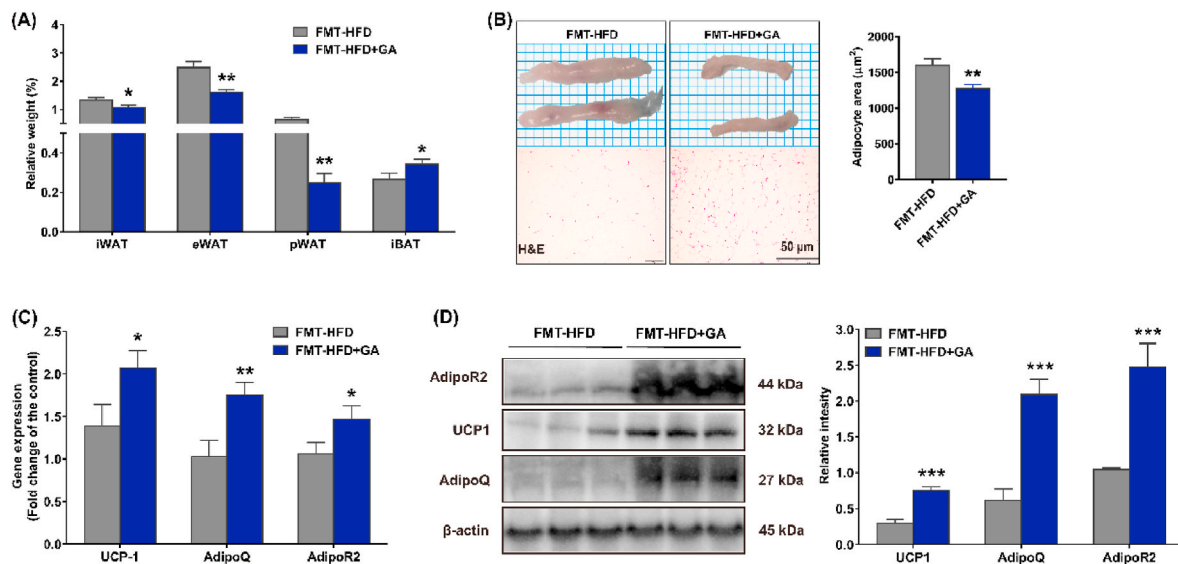 (A)
FMT-HFD
FMT-HFD+GA
Relative weight (%)
4
3
2
1
0.4
0.2
0.0
*
**
**
*
iWAT
eWAT
pWAT
iBAT
(B)
FMT-HFD
FMT-HFD+GA
H&E
50 μm
Adipocyte area (μm²)
2000
1500
1000
500
0
**
FMT-HFD
FMT-HFD+GA
(C)
FMT-HFD
FMT-HFD+GA
Gene expression
(Fold change of the control)
2.5
2.0
1.5
1.0
0.5
0.0
*
**
*
UCP-1
AdipoQ
AdipoR2
(D)
FMT-HFD
FMT-HFD+GA
AdipoR2
44 kDa
UCP1
32 kDa
AdipoQ
27 kDa
β-actin
45 kDa
FMT-HFD
FMT-HFD+GA
Relative intesity
3.0
2.5
2.0
1.5
1.0
0.5
0.0
***
***
***
UCP1
AdipoQ
AdipoR2